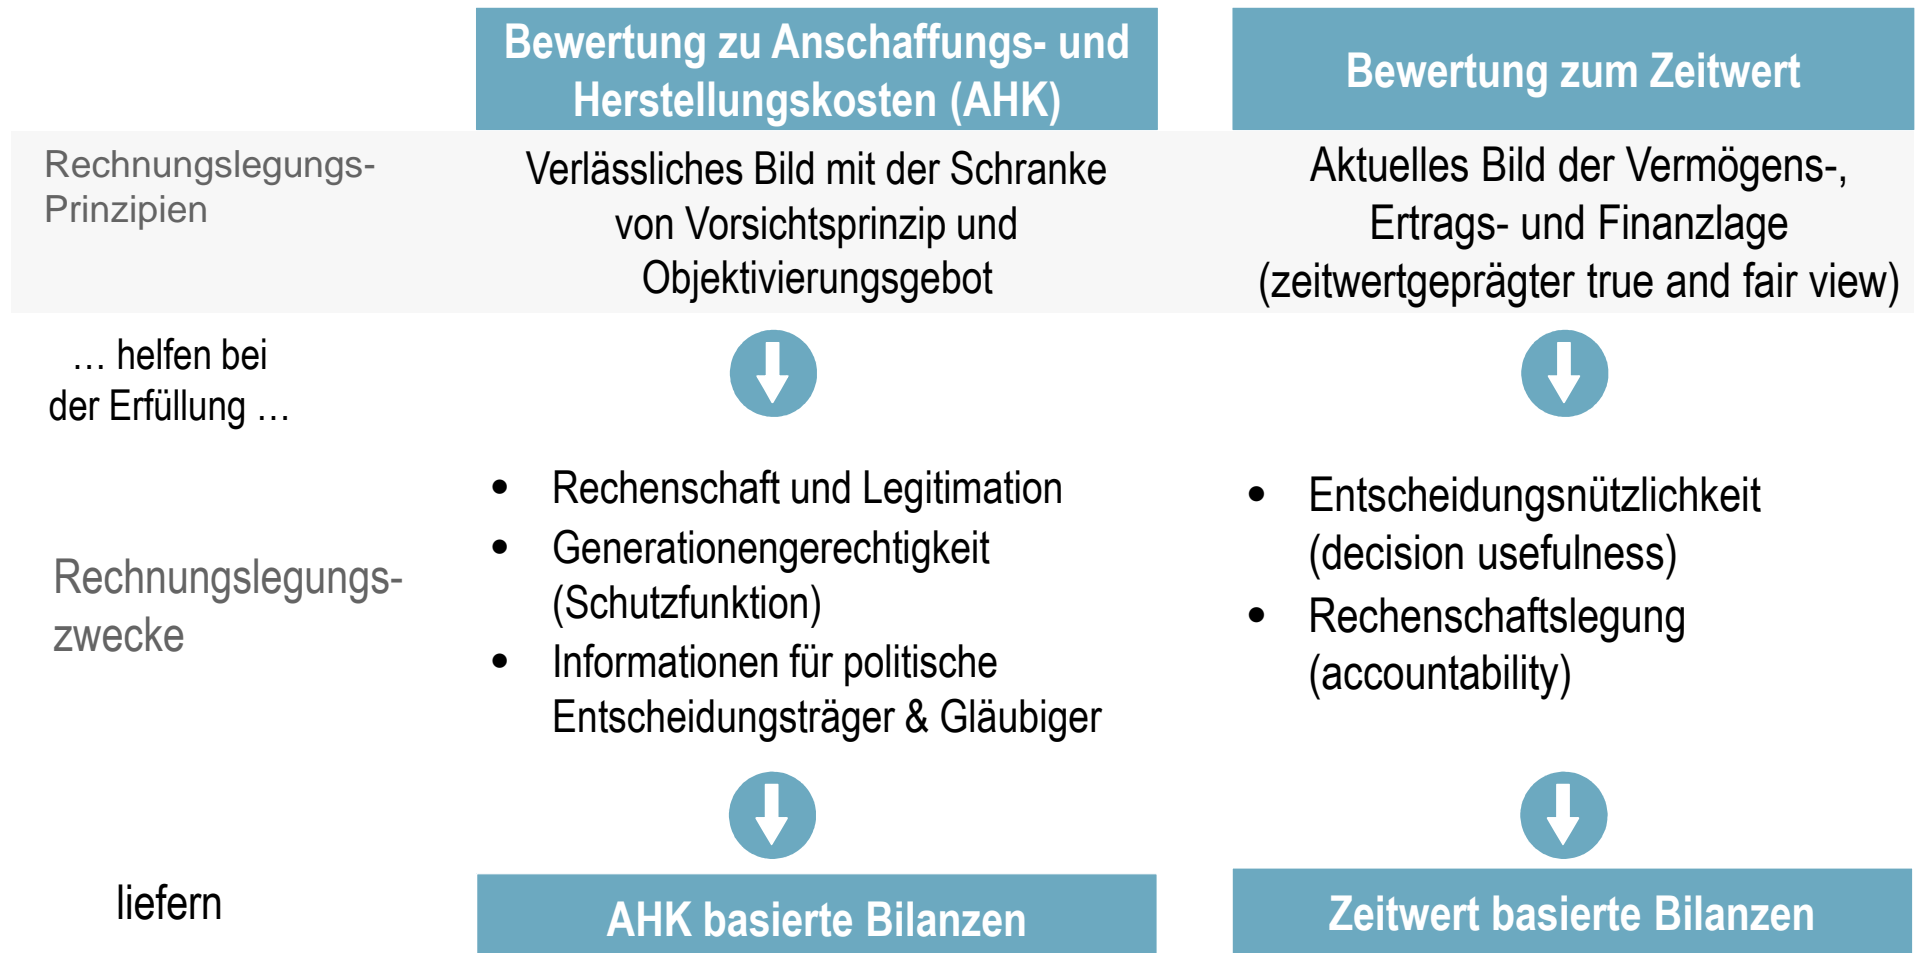 Bewertung zu Anschaffungs- und
Herstellungskosten (AHK)
Bewertung zum Zeitwert
Rechnungslegungs-
Prinzipien
Verlässliches Bild mit der Schranke
von Vorsichtsprinzip und
Objektivierungsgebot
Aktuelles Bild der Vermögens-,
Ertrags- und Finanzlage
(zeitwertgeprägter true and fair view)
… helfen bei
der Erfüllung …
Rechnungslegungs-
zwecke
• Rechenschaft und Legitimation
• Generationengerechtigkeit
(Schutzfunktion)
• Informationen für politische
Entscheidungsträger & Gläubiger
• Entscheidungsnützlichkeit
(decision usefulness)
• Rechenschaftslegung
(accountability)
liefern
AHK basierte Bilanzen
Zeitwert basierte Bilanzen